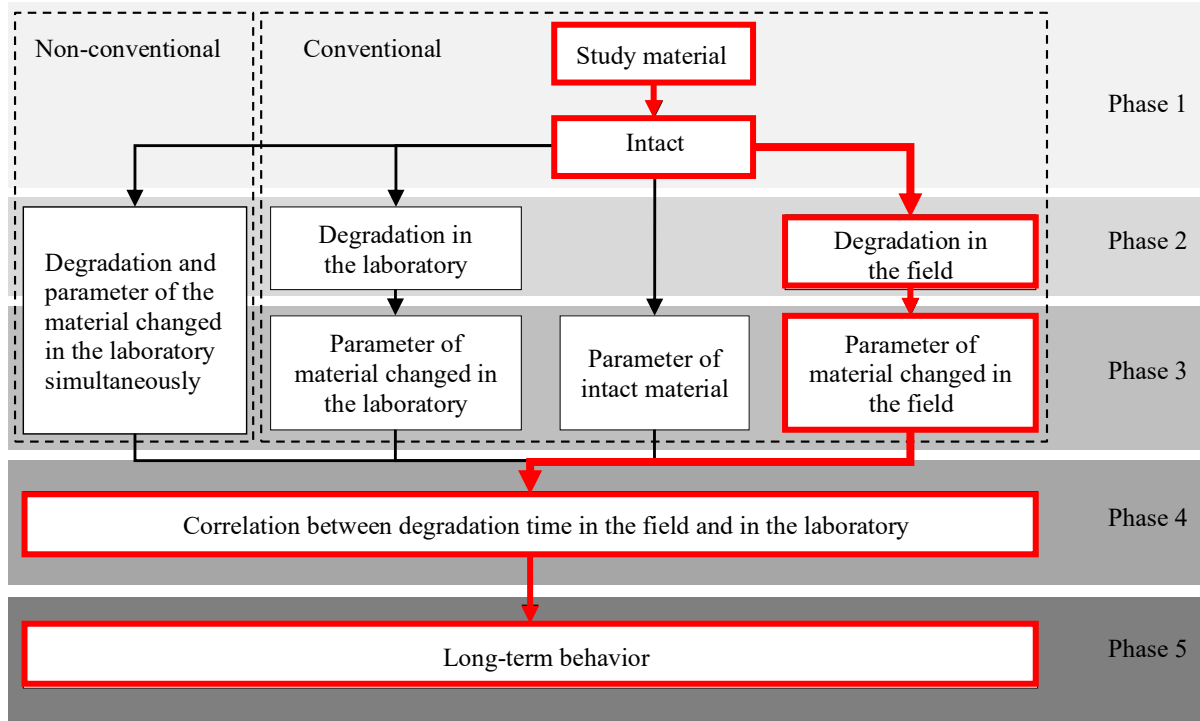 Non-conventional
Conventional
Study material
Phase 1
Intact
Degradation and
parameter of the
material changed
in the laboratory
simultaneously
Degradation in
the laboratory
Degradation in
the field
Phase 2
Parameter of
material changed in
the laboratory
Parameter of
intact material
Parameter of
material changed in
the field
Phase 3
Correlation between degradation time in the field and in the laboratory
Phase 4
Long-term behavior
Phase 5